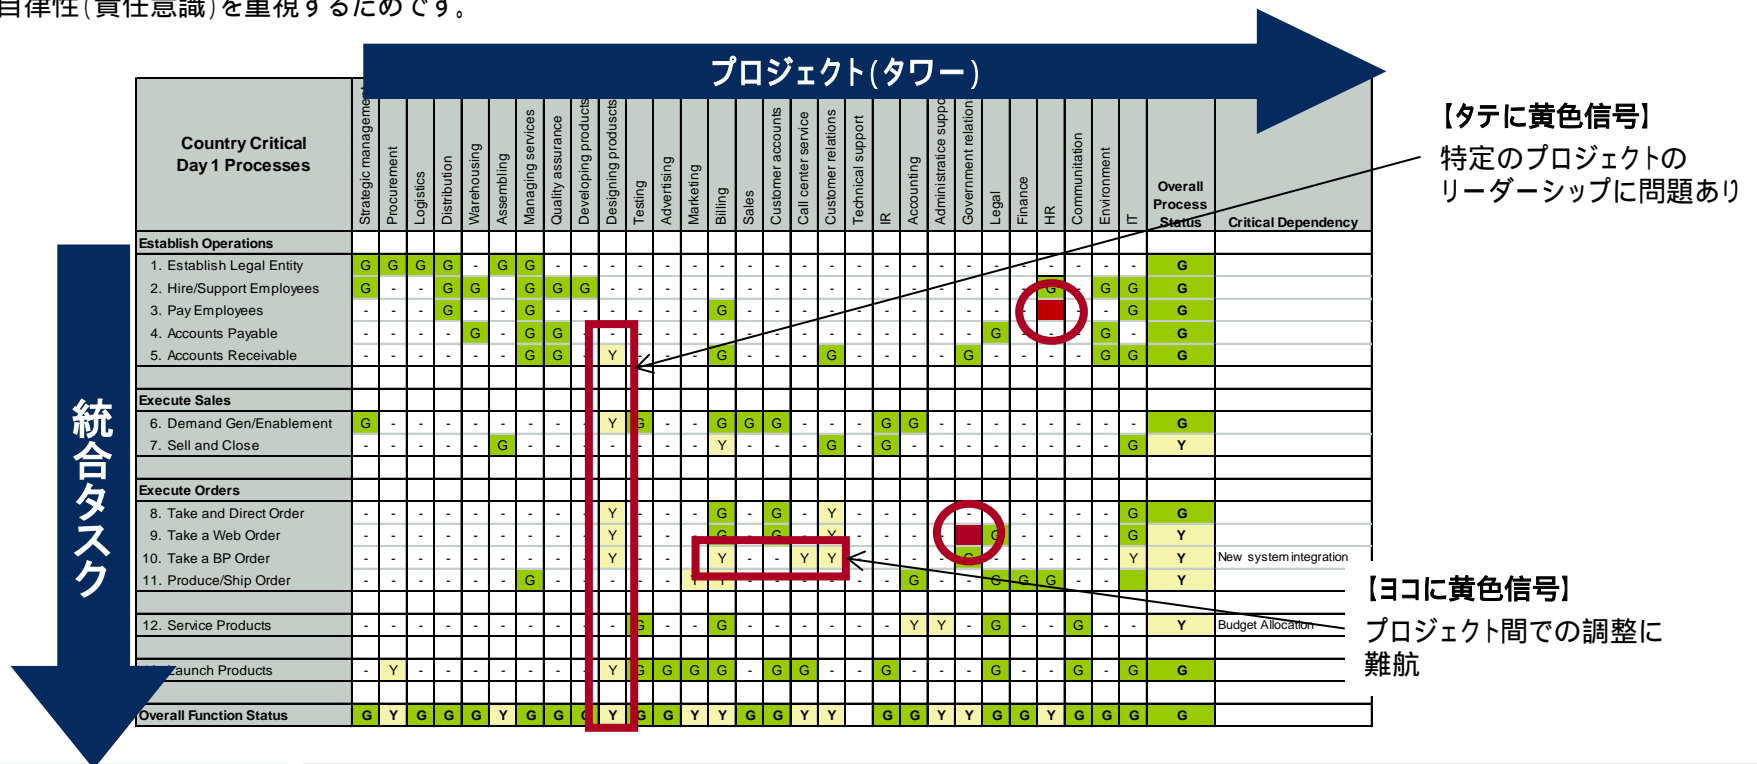 自律性(責任意識)を重視するためです。
プロジェクト(タワー)
Country Critical
Day 1 Processes
Strategic management
Procurement
Logistics
Distribution
Warehousing
Assembling
Managing services
Quality assurance
Developing products
Designing produscts
Testing
Advertising
Marketing
Billing
Sales
Customer accounts
Call center service
Customer relations
Technical support
IR
Accounting
Administratice suppo
Government relation
Legal
Finance
HR
Communitation
Environment
IT
Overall
Process
Status
Critical Dependency
【タテに黄色信号】
特定のプロジェクトの
リーダーシップに問題あり
統合タスク
Establish Operations
1. Establish Legal Entity G G G G - G G - - - - - - - - - - - - - - - - - - - - - - G
2. Hire/Support Employees G - - G G - G G G - - - - - - - - - - - - - - - - G - G G G
3. Pay Employees - - - G - - G - - - - - - G - - - - - - - - - - - - - G G
4. Accounts Payable - - - - G - G G - - - - - - - - - - - - - - - G - - - G - G
5. Accounts Receivable - - - - - - G G - Y - - - G - - - G - - - - G - - - - G G G
Execute Sales
6. Demand Gen/Enablement G - - - - - - - - Y G - - G G G - - - G G - - - - - - - - G
7. Sell and Close - - - - - G - - - - - - - Y - - - G - G - - - - - - - - G Y
Execute Orders
8. Take and Direct Order - - - - - - - - - Y - - - G - G - Y - - - - - - - - - - G G
9. Take a Web Order - - - - - - - - - Y - - - G - G - Y - - - - G - - - - G Y
10. Take a BP Order - - - - - - - - - Y - - - Y - - Y Y - - - - G - - - - - Y Y New system integration
11. Produce/Ship Order - - - - - - G - - - - - Y Y - - - - - - G - - G G G - - Y
12. Service Products - - - - - - - - - - G - - G - - - - - - Y Y - G - - G - - Y Budget Allocation
Launch Products - Y - - - - - - - Y G G G G - G G - - G - - - G - - G - G G
Overall Function Status G Y G G G Y G G G Y G G Y Y G G Y Y G G Y Y G G Y G G G G
【ヨコに黄色信号】
プロジェクト間での調整に
難航